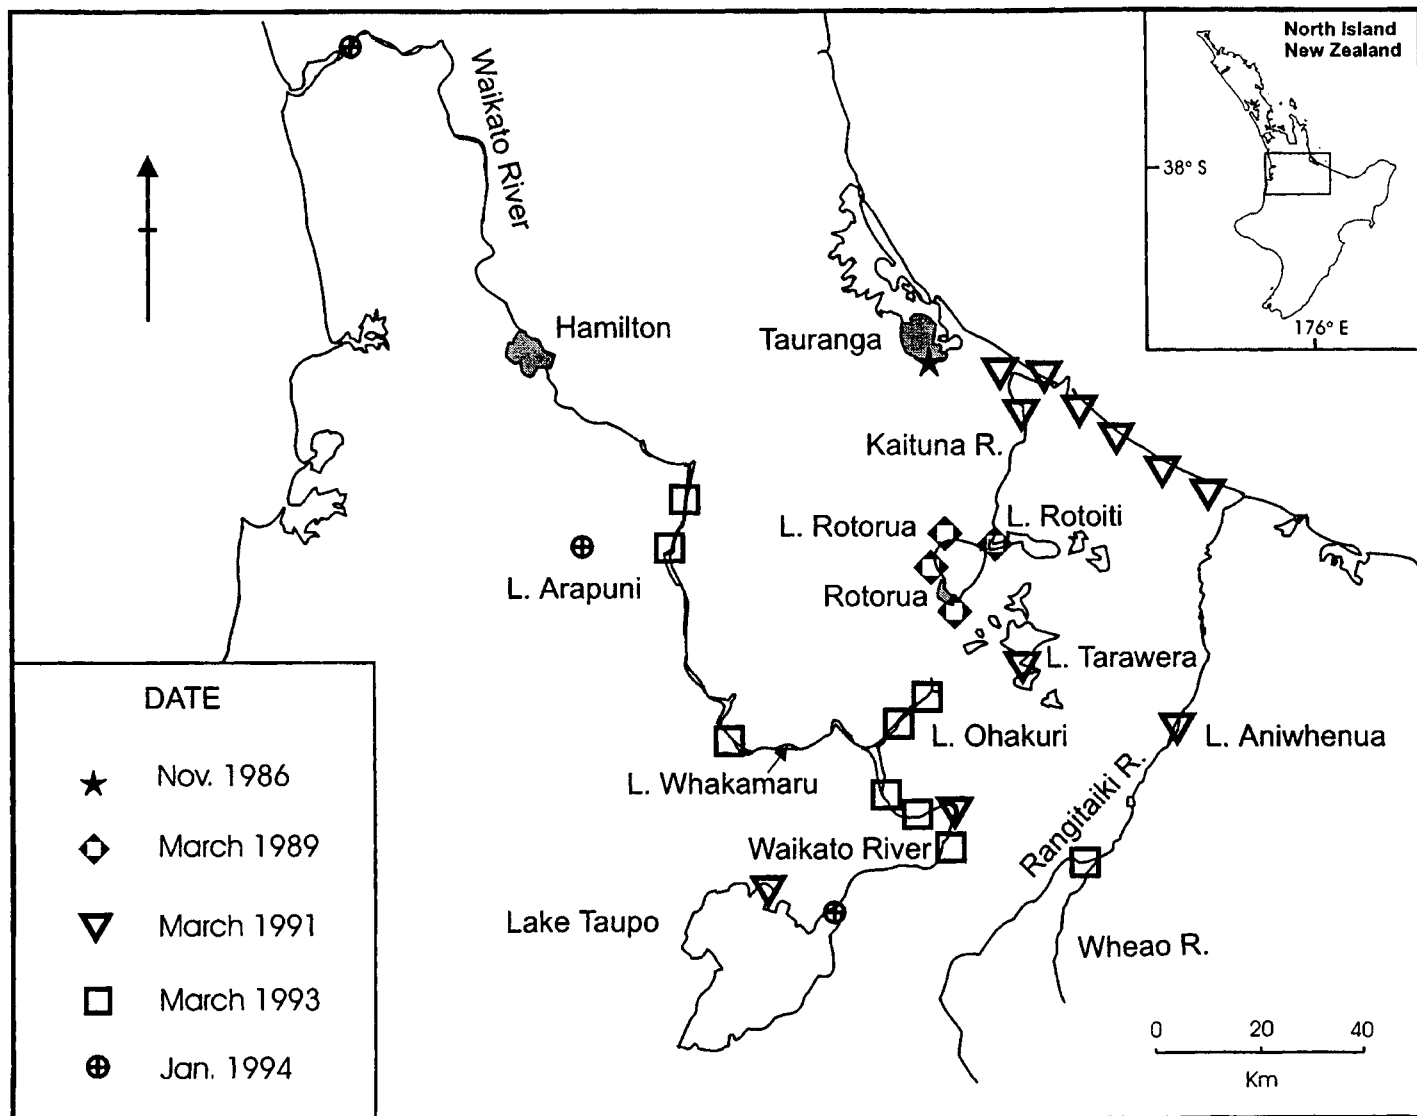 North Island
New Zealand
38° S
176° E
Waikato River
Hamilton
Tauranga
Kaituna R.
L. Rotorua
L. Rotoiti
L. Arapuni
Rotorua
L. Tarawera
L. Ohakuri
L. Aniwhenua
L. Whakamaru
Rangitaiki R.
Waikato River
Lake Taupo
Wheao R.
DATE
Nov. 1986
March 1989
March 1991
March 1993
Jan. 1994
0 20 40
Km